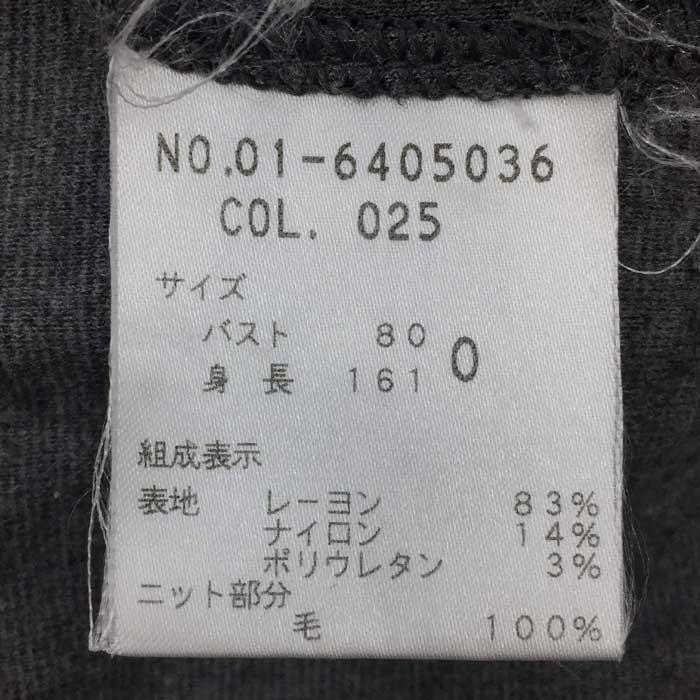 NO.01-6405036
COL. 025
サイズ
バスト 80
身長 161 0
組成表示
表地 レーヨン 83%
ナイロン 14%
ポリウレタン 3%
ニット部分
毛 100%